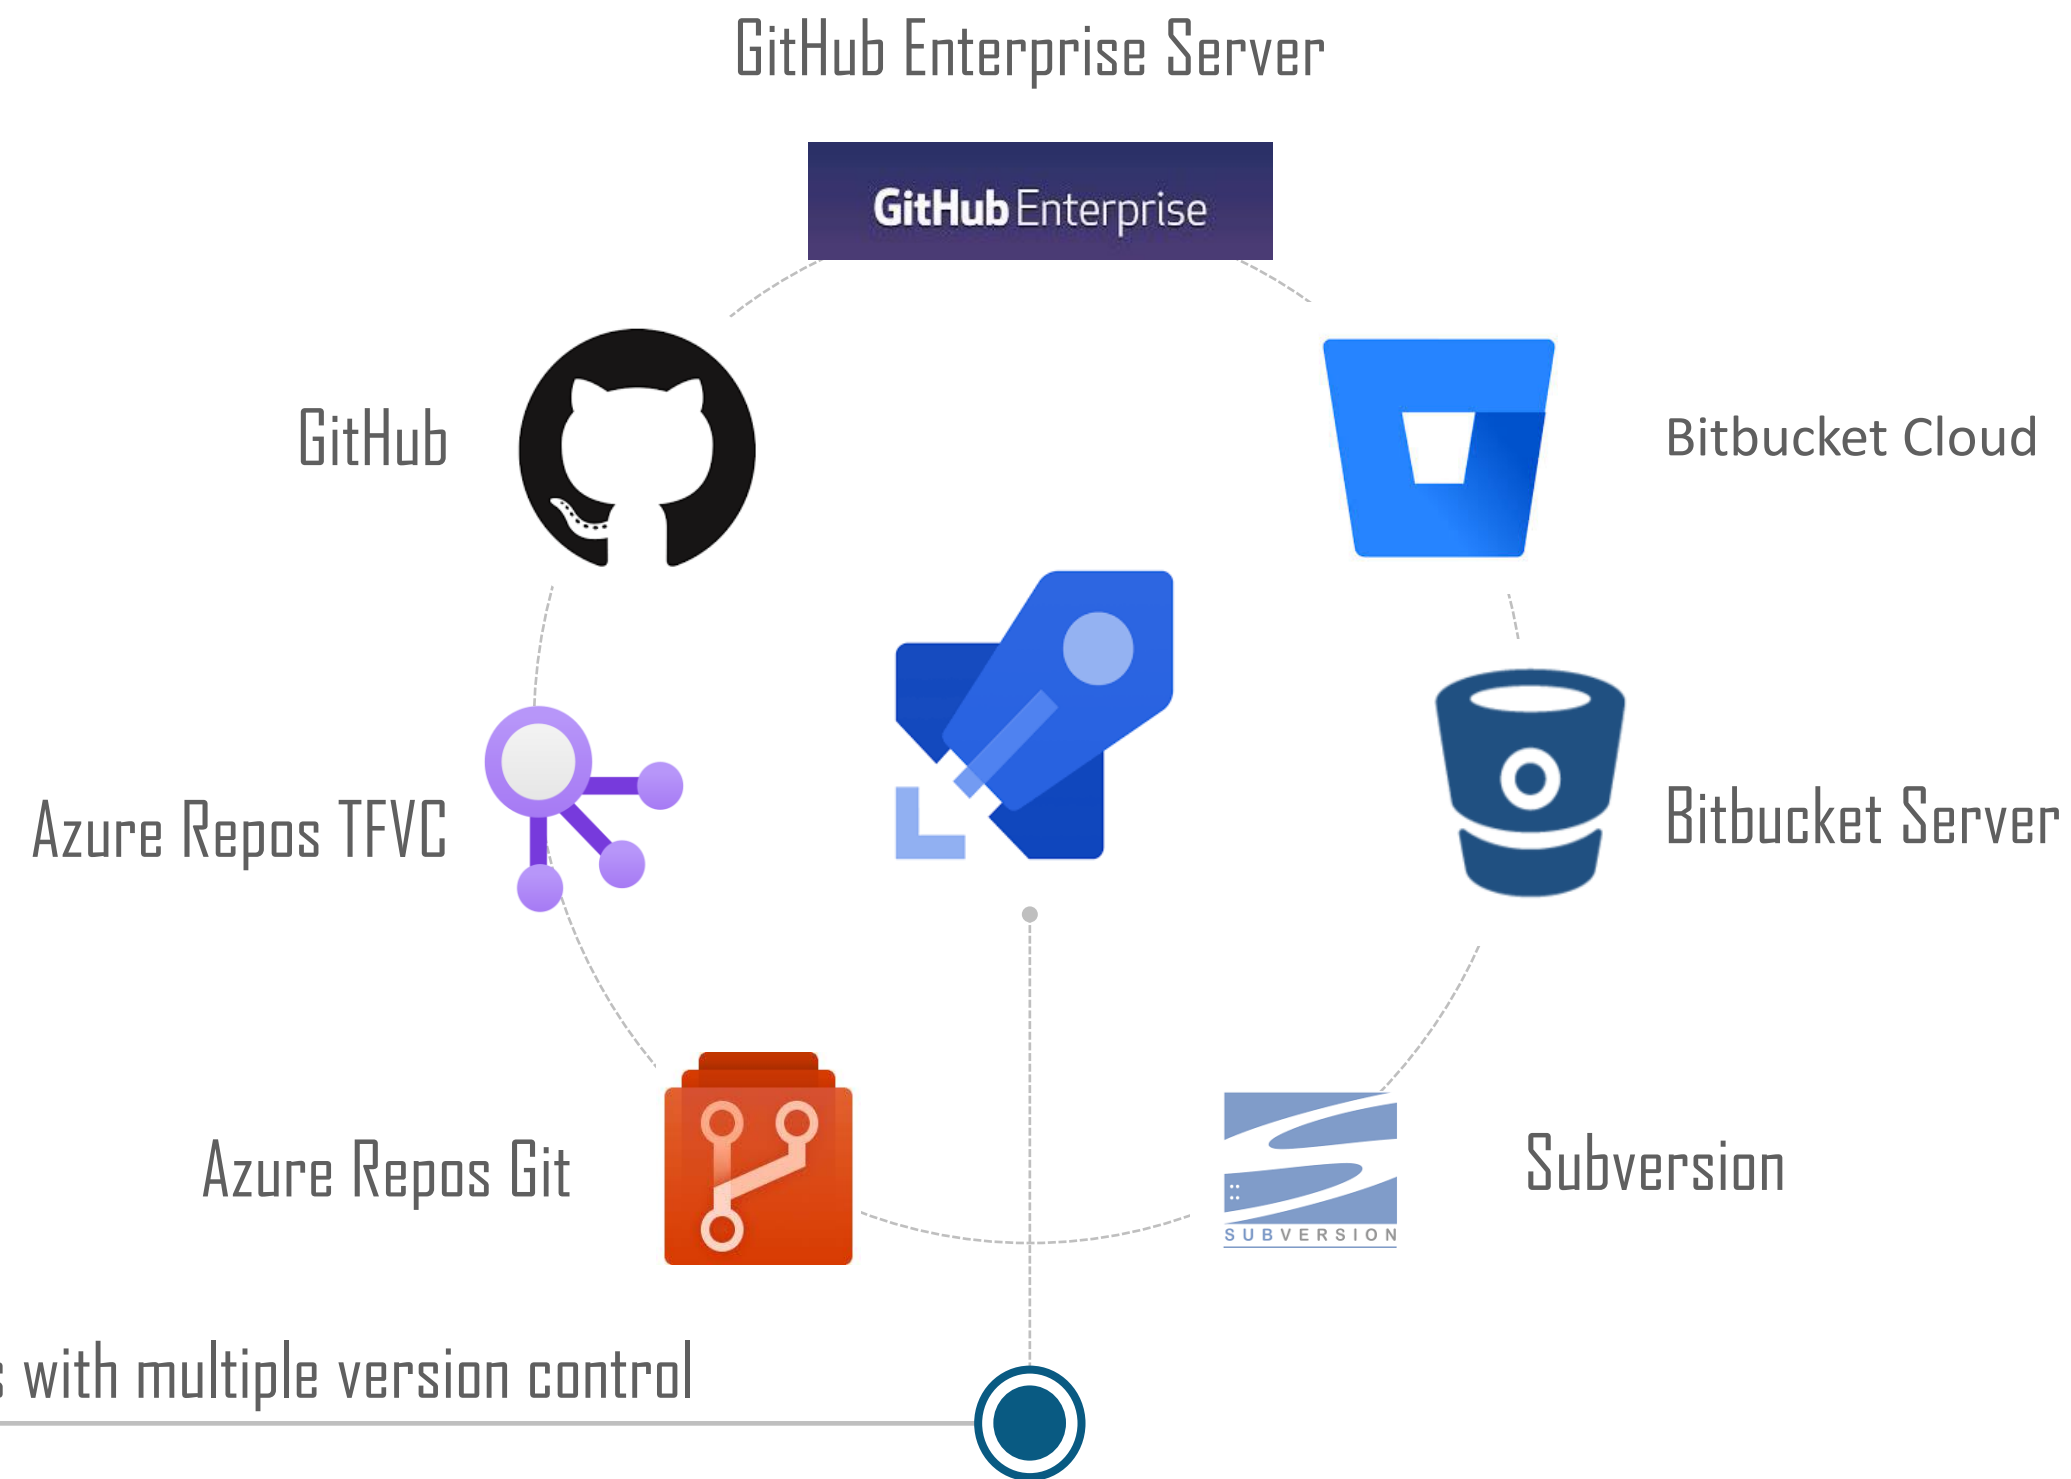 GitHub Enterprise Server
GitHub Enterprise
GitHub
Bitbucket Cloud
Azure Repos TFVC
Bitbucket Server
Azure Repos Git
Subversion
SUBVERSION
with multiple version control